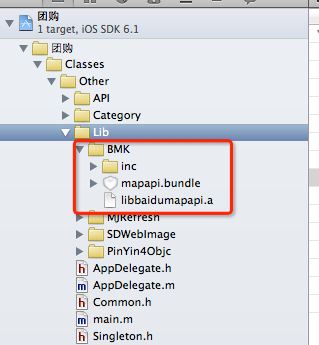 团购
1 target, iOS SDK 6.1
团购
Classes
Other
API
Category
Lib
BMK
inc
mapapi.bundle
libbaidumapapi.a
MJRefresh
SDWebImage
PinYin4Objc
AppDelegate.h
AppDelegate.m
Common.h
main.m
Singleton.h